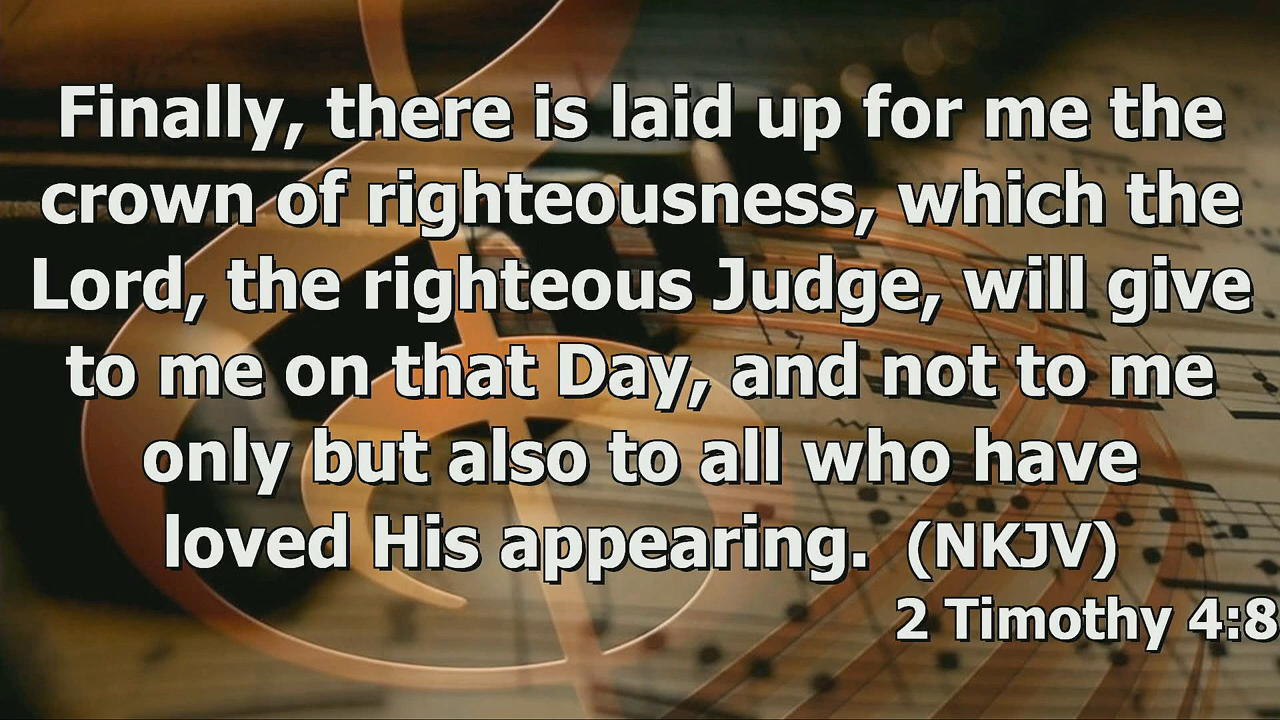 Finally, there is laid up for me the
crown of righteousness, which the
Lord, the righteous Judge, will give
to me on that Day, and not to me
only but also to all who have
loved His appearing. (NKJV)
2 Timothy 4:8